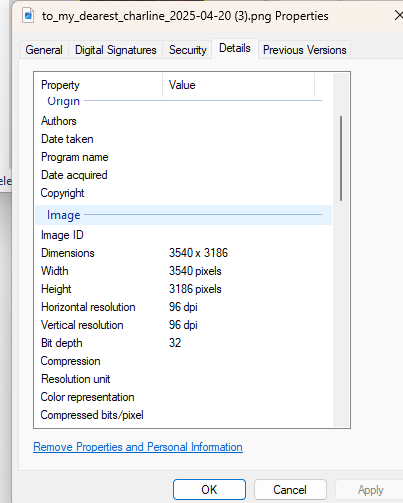 to_my_dearest_charline_2025-04-20 (3).png Properties
General Digital Signatures Security Details Previous Versions
Property Value
Origin
Authors
Date taken
Program name
Date acquired
Copyright
ele
Image
Image ID
Dimensions 3540 x 3186
Width 3540 pixels
Height 3186 pixels
Horizontal resolution 96 dpi
Vertical resolution 96 dpi
Bit depth 32
Compression
Resolution unit
Color representation
Compressed bits/pixel
Remove Properties and Personal Information
OK Cancel Apply